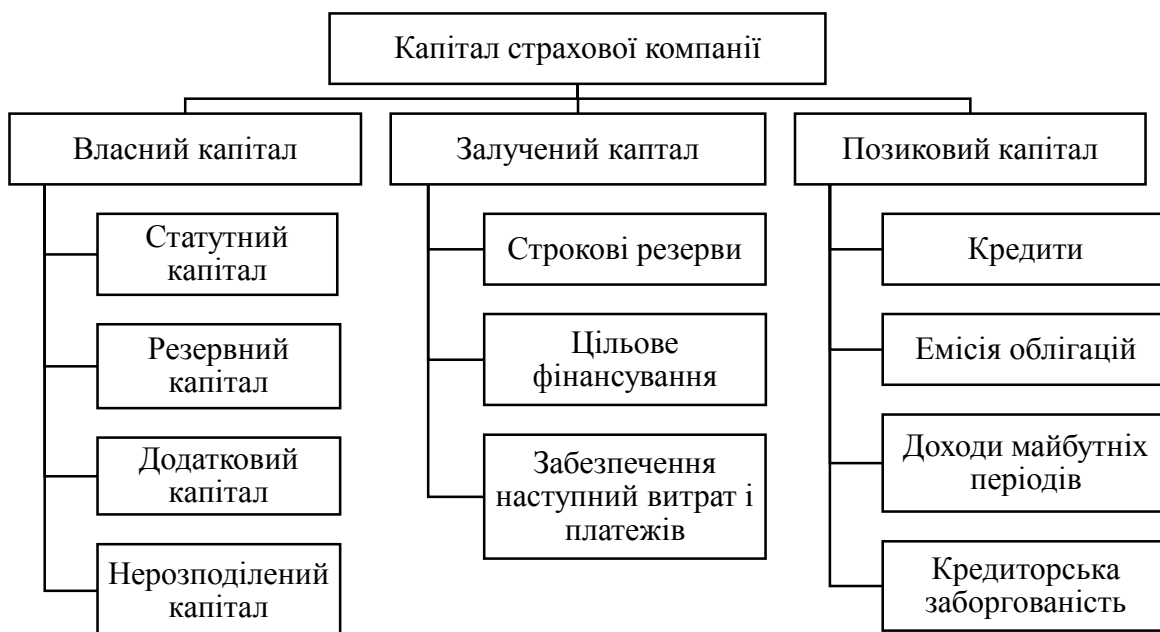 Капітал страхової компанії
Власний капітал
Статутний
капітал
Резервний
капітал
Додатковий
капітал
Нерозподілений
капітал
Залучений каптал
Строкові резерви
Цільове
фінансування
Забезпечення
наступний витрат і
платежів
Позиковий капітал
Кредити
Емісія облігацій
Доходи майбутніх
періодів
Кредиторська
заборгованість